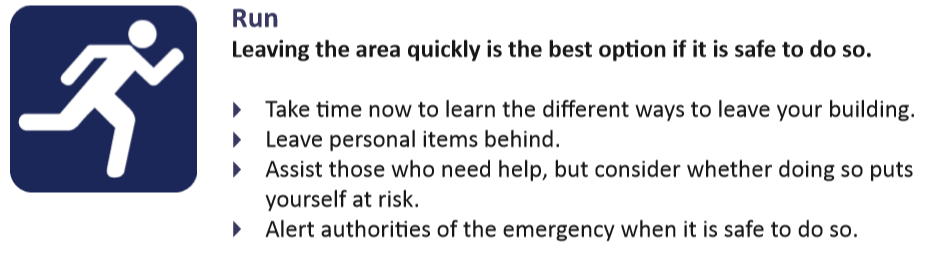 Run
Leaving the area quickly is the best option if it is safe to do so.
Take time now to learn the different ways to leave your building.
Leave personal items behind.
Assist those who need help, but consider whether doing so puts
yourself at risk.
Alert authorities of the emergency when it is safe to do so.